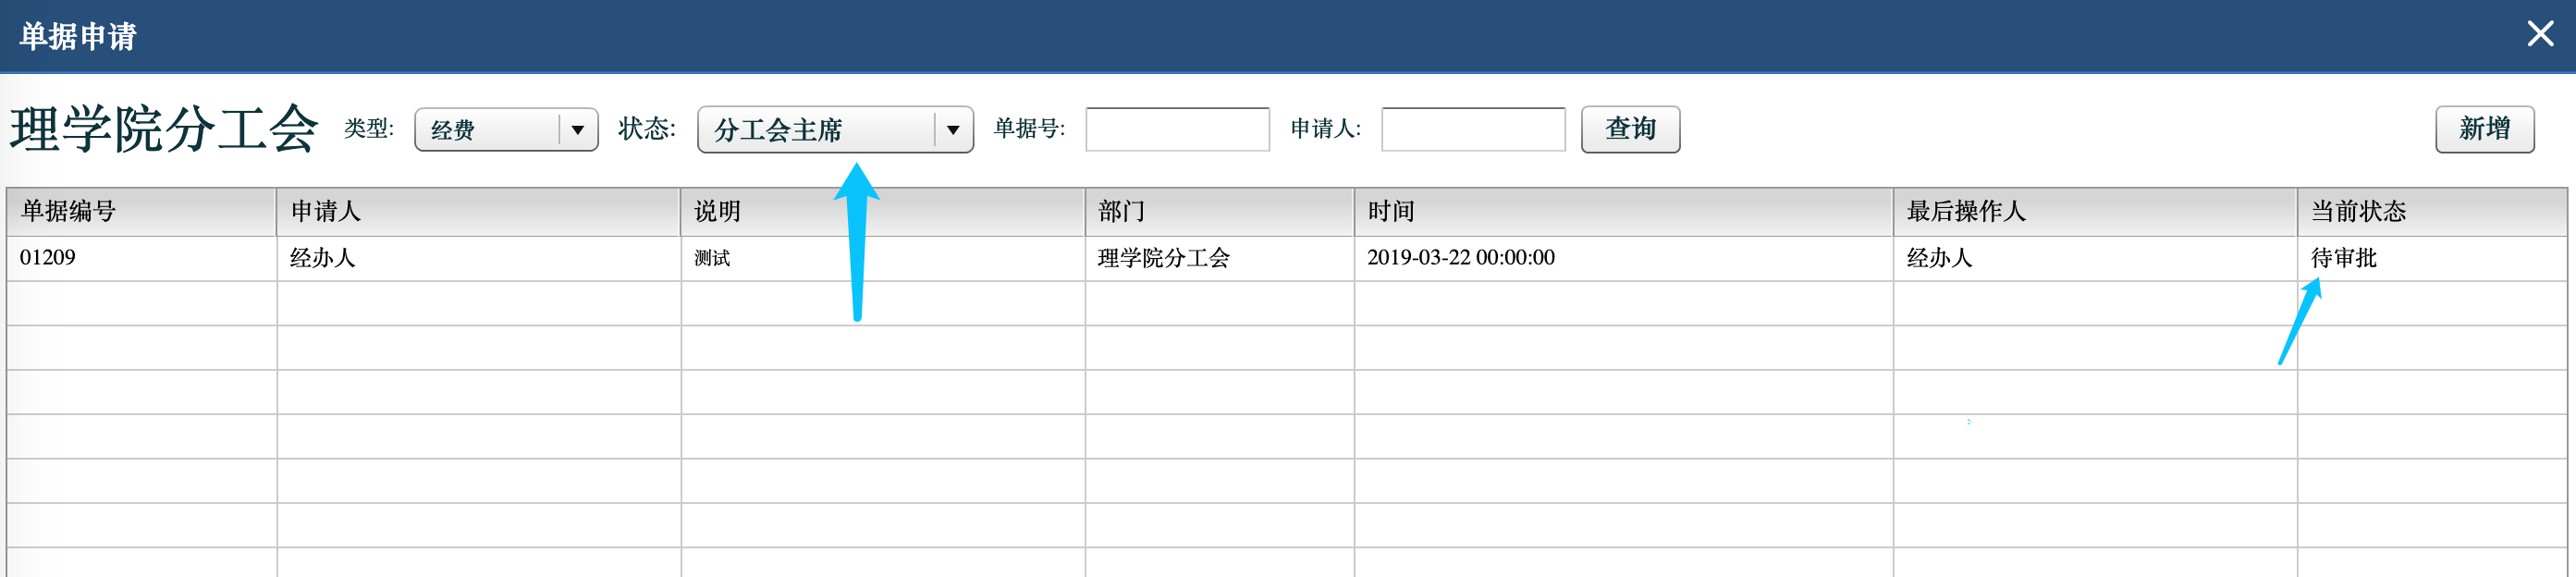 单据申请
理学院分工会 类型: 经费 状态: 分工会主席 单据号: 申请人: 查询 新增
单据编号 申请人 说明 部门 时间 最后操作人 当前状态
01209 经办人 测试 理学院分工会 2019-03-22 00:00:00 经办人 待审批